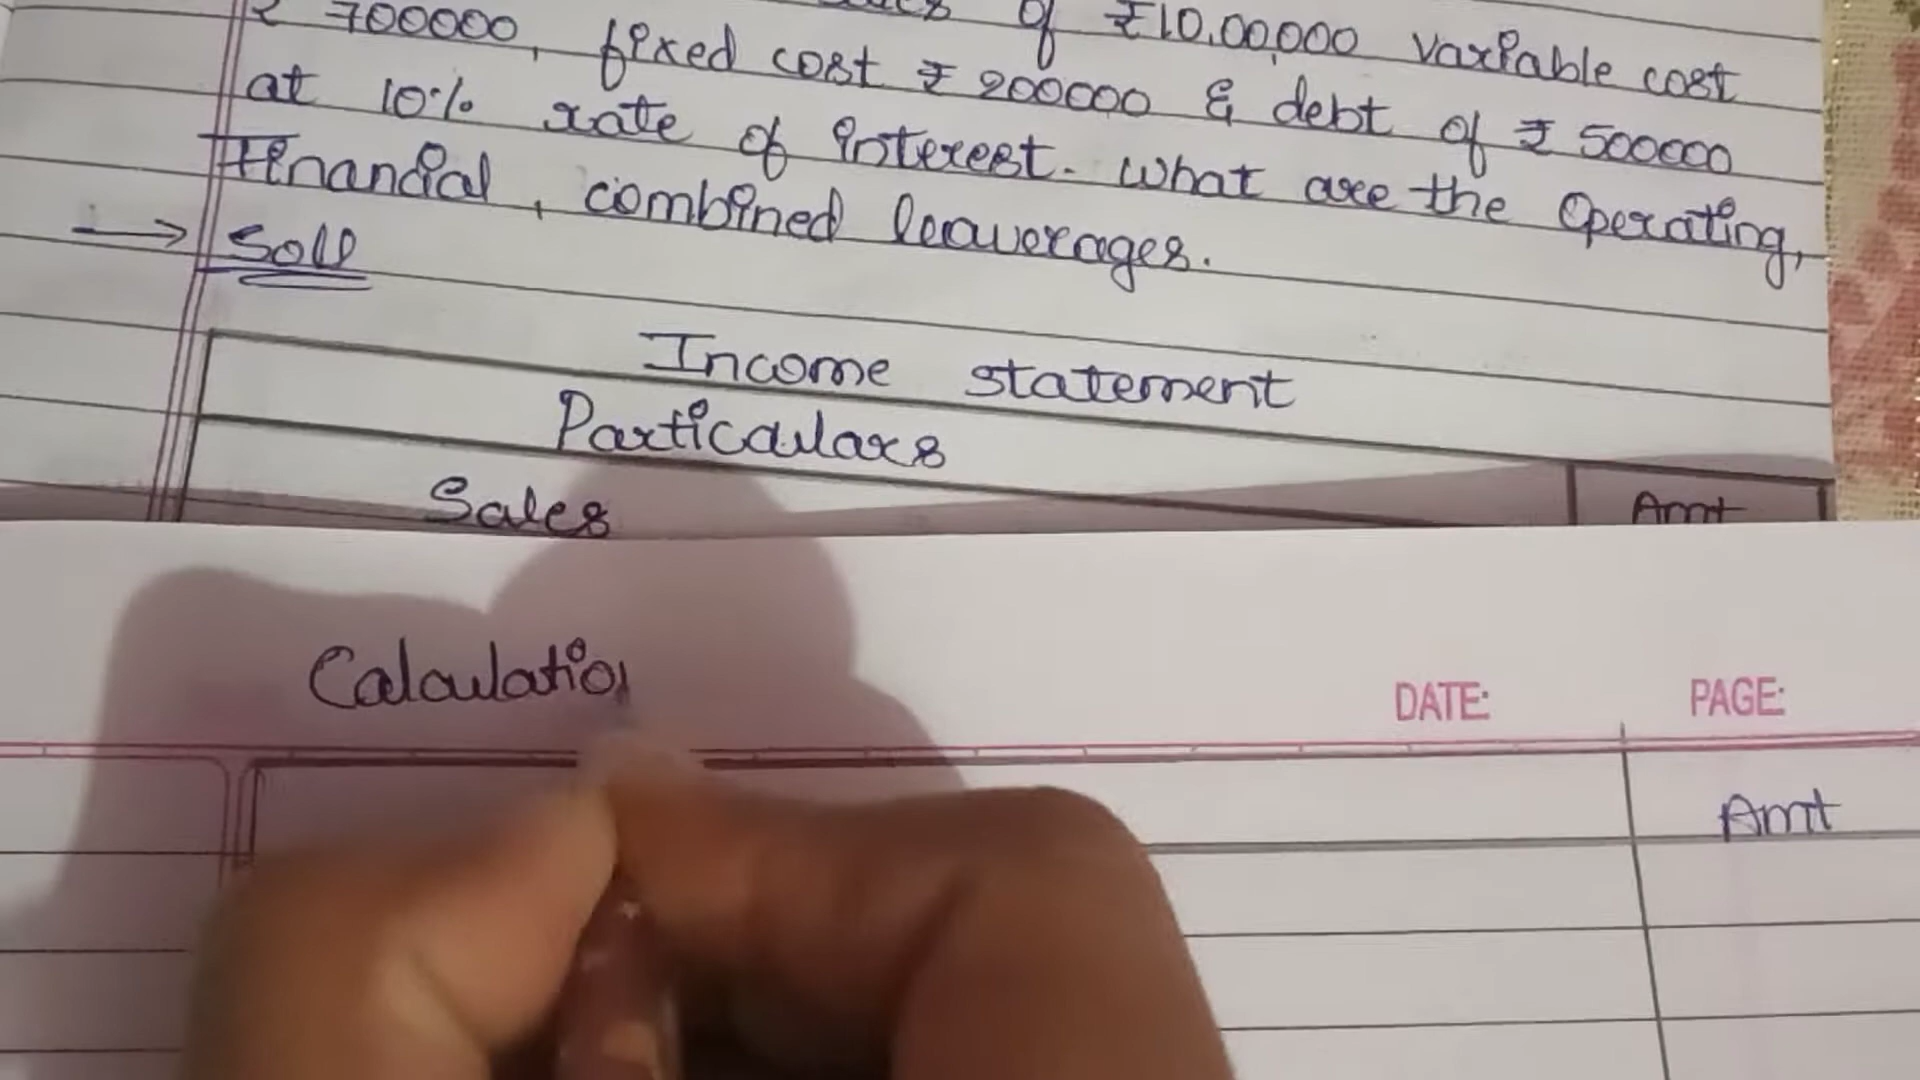 of ₹10,00,000 variable cost
₹ 700000, fixed cost ₹ 200000 & debt of ₹ 500000
at 10% rate of interest. What are the Operating,
Financial, combined leaverages.
→ Soll
Income statement
Particulars
Amt
Sales
Calculation
DATE:
PAGE:
Amt